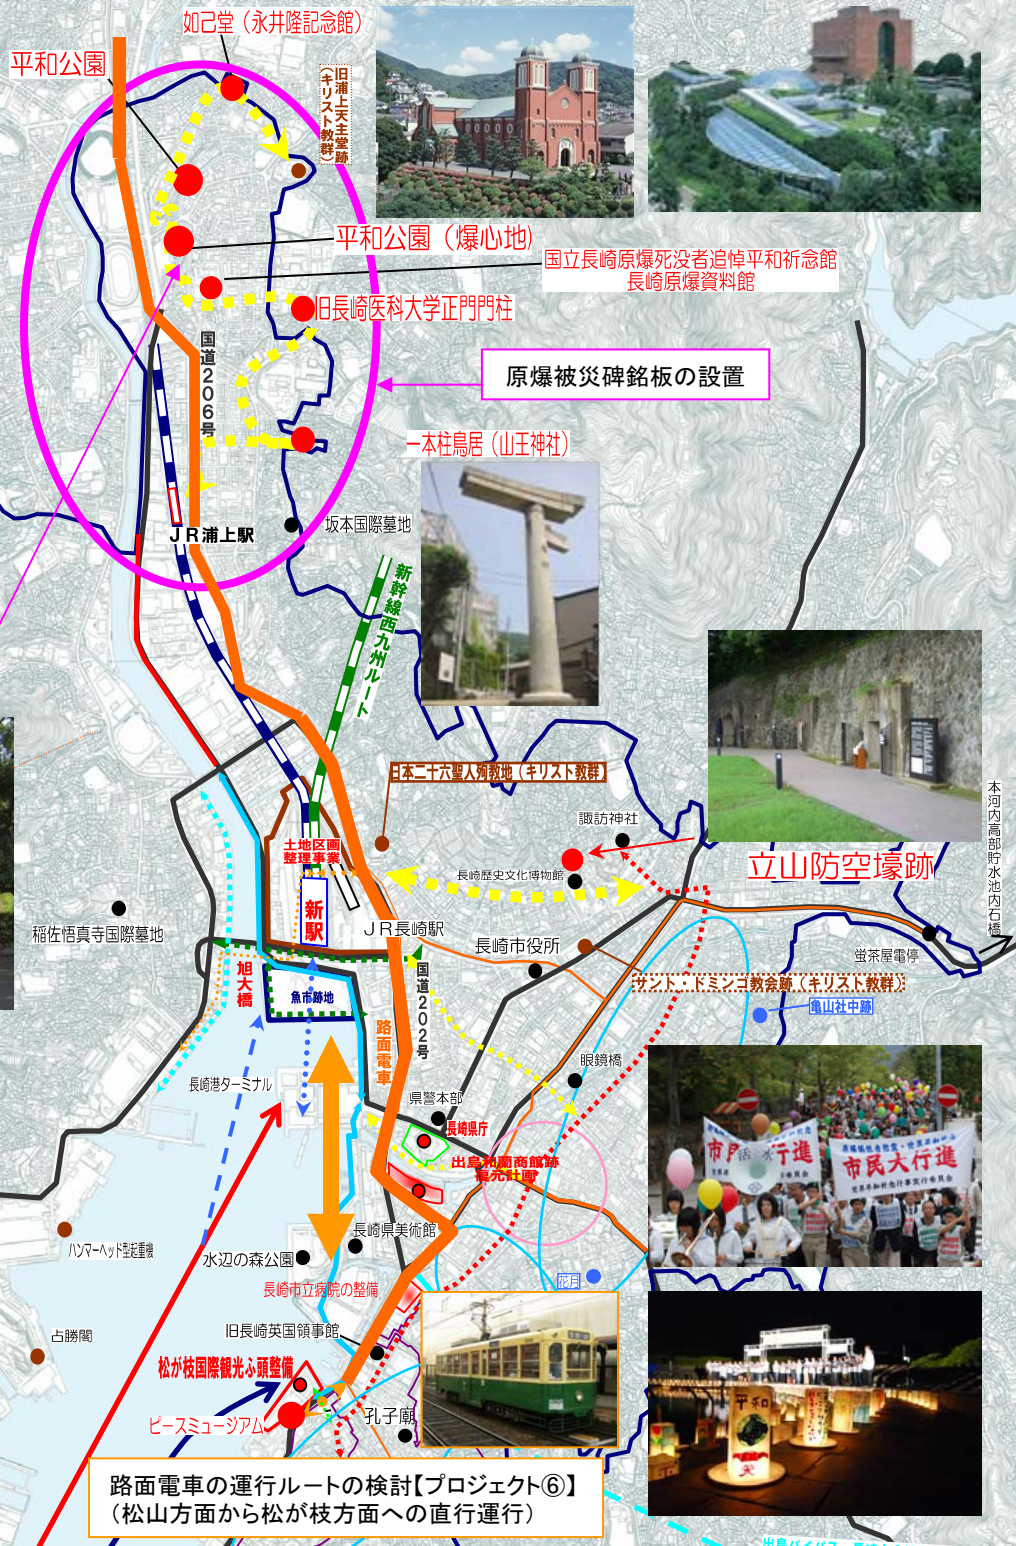 如己堂（永井隆記念館）
平和公園
旧浦上天主堂跡
（キリスト教群）
平和公園（爆心地）
国立長崎原爆死没者追悼平和祈念館
長崎原爆資料館
旧長崎医科大学正門門柱
国道２０６号
原爆被災碑銘板の設置
一本柱鳥居（山王神社）
坂本国際墓地
ＪＲ浦上駅
新幹線西九州ルート
日本二十六聖人殉教地（キリスト教群）
諏訪神社
土地区画
整理事業
長崎歴史文化博物館
立山防空壕跡
本河内高部貯水池内石橋
新駅
稲佐悟真寺国際墓地
ＪＲ長崎駅
長崎市役所
蛍茶屋電停
旭大橋
国道２０２号
サント・ドミンゴ教会跡（キリスト教群）
魚市跡地
亀山社中跡
路面電車
眼鏡橋
長崎港ターミナル
県警本部
長崎県庁
出島和蘭商館跡
復元計画
市民大行進
市民大行進
長崎県美術館
ハンマーヘッド型起重機
水辺の森公園
花月
長崎市立病院の整備
旧長崎英国領事館
占勝閣
松が枝国際観光ふ頭整備
平和
ピースミュージアム
孔子廟
路面電車の運行ルートの検討【プロジェクト⑥】
（松山方面から松が枝方面への直行運行）